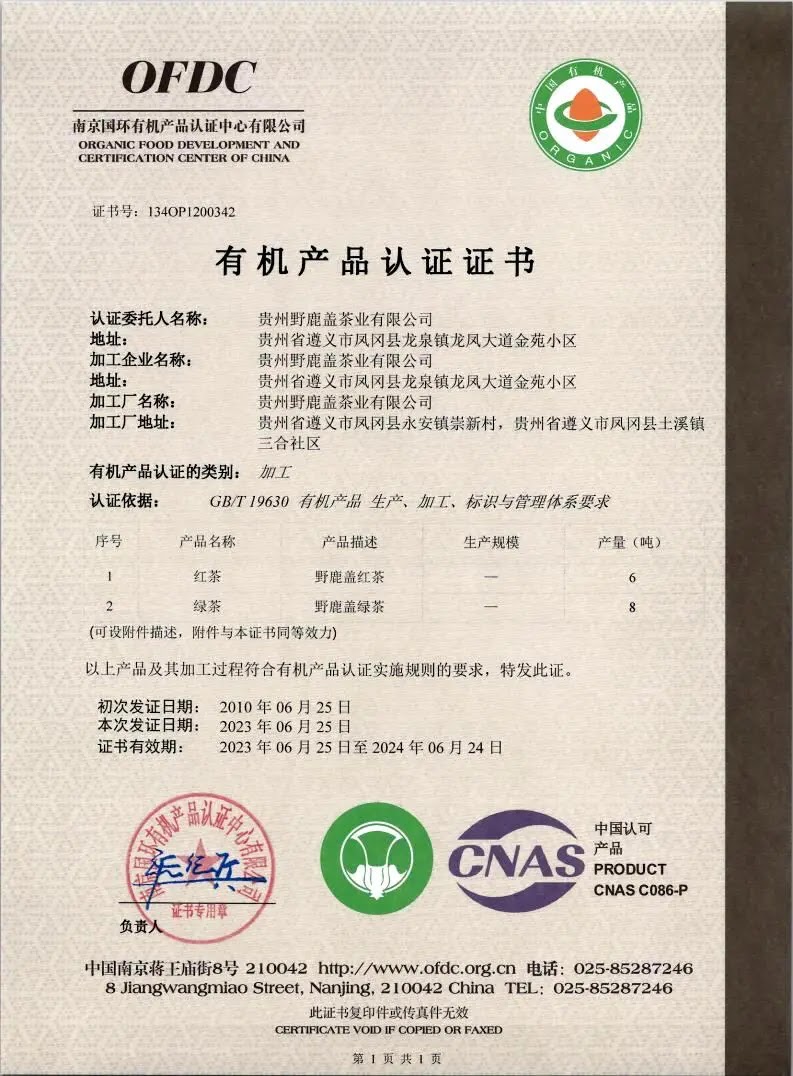 OFDC
南京国环有机产品认证中心有限公司
ORGANIC FOOD DEVELOPMENT AND
CERTIFICATION CENTER OF CHINA
中国有机产品
ORGANIC
证书号：134OP1200342
有机产品认证证书
认证委托人名称： 贵州野鹿盖茶业有限公司
地址： 贵州省遵义市凤冈县龙泉镇龙凤大道金苑小区
加工企业名称： 贵州野鹿盖茶业有限公司
地址： 贵州省遵义市凤冈县龙泉镇龙凤大道金苑小区
加工厂名称： 贵州野鹿盖茶业有限公司
加工厂地址： 贵州省遵义市凤冈县永安镇崇新村，贵州省遵义市凤冈县土溪镇
三合社区
有机产品认证的类别： 加工
认证依据： GB/T 19630 有机产品 生产、加工、标识与管理体系要求
序号 产品名称 产品描述 生产规模 产量（吨）
1 红茶 野鹿盖红茶 — 6
2 绿茶 野鹿盖绿茶 — 8
(可设附件描述，附件与本证书同等效力)
以上产品及其加工过程符合有机产品认证实施规则的要求，特发此证。
初次发证日期： 2010 年 06 月 25 日
本次发证日期： 2023 年 06 月 25 日
证书有效期： 2023 年 06 月 25 日至 2024 年 06 月 24 日
南京国环有机产品认证中心有限公司
证书专用章
负责人
CNAS
中国认可
产品
PRODUCT
CNAS C086-P
中国南京蒋王庙街8号 210042 http://www.ofdc.org.cn 电话：025-85287246
8 Jiangwangmiao Street, Nanjing, 210042 China TEL：025-85287246
此证书复印件或传真件无效
CERTIFICATE VOID IF COPIED OR FAXED
第 1 页 共 1 页